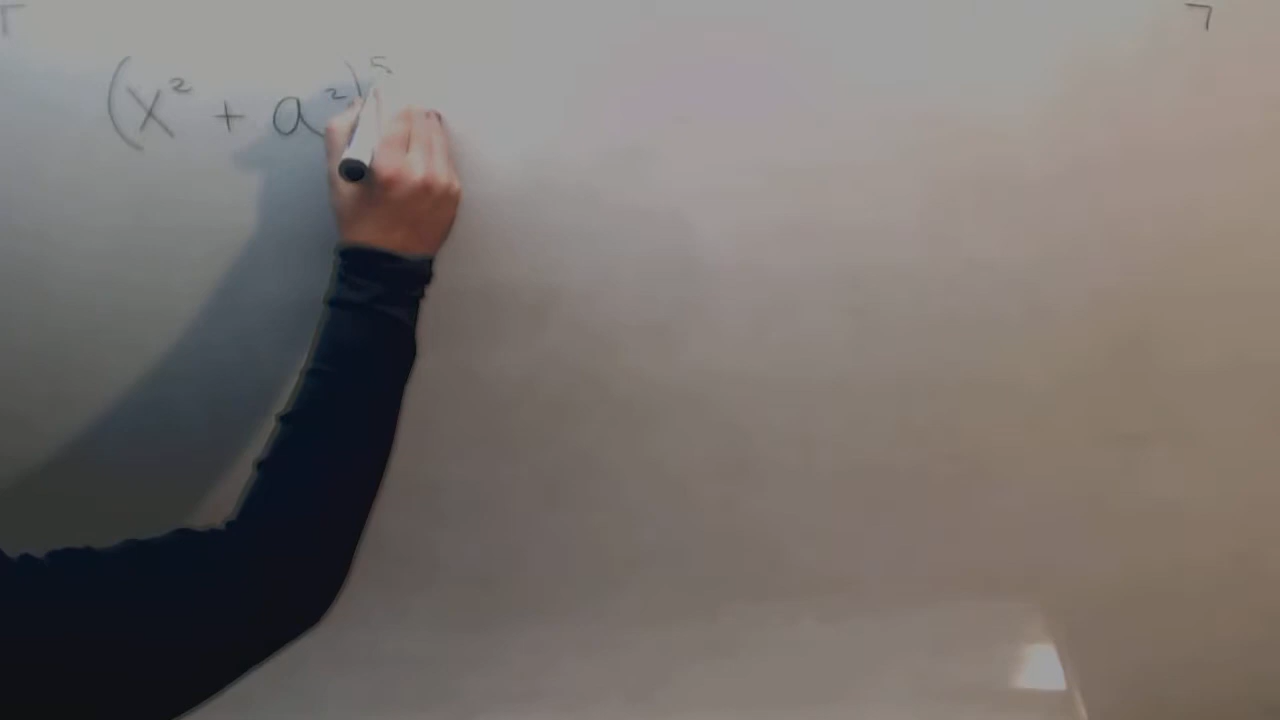 (x² + a²)⁵